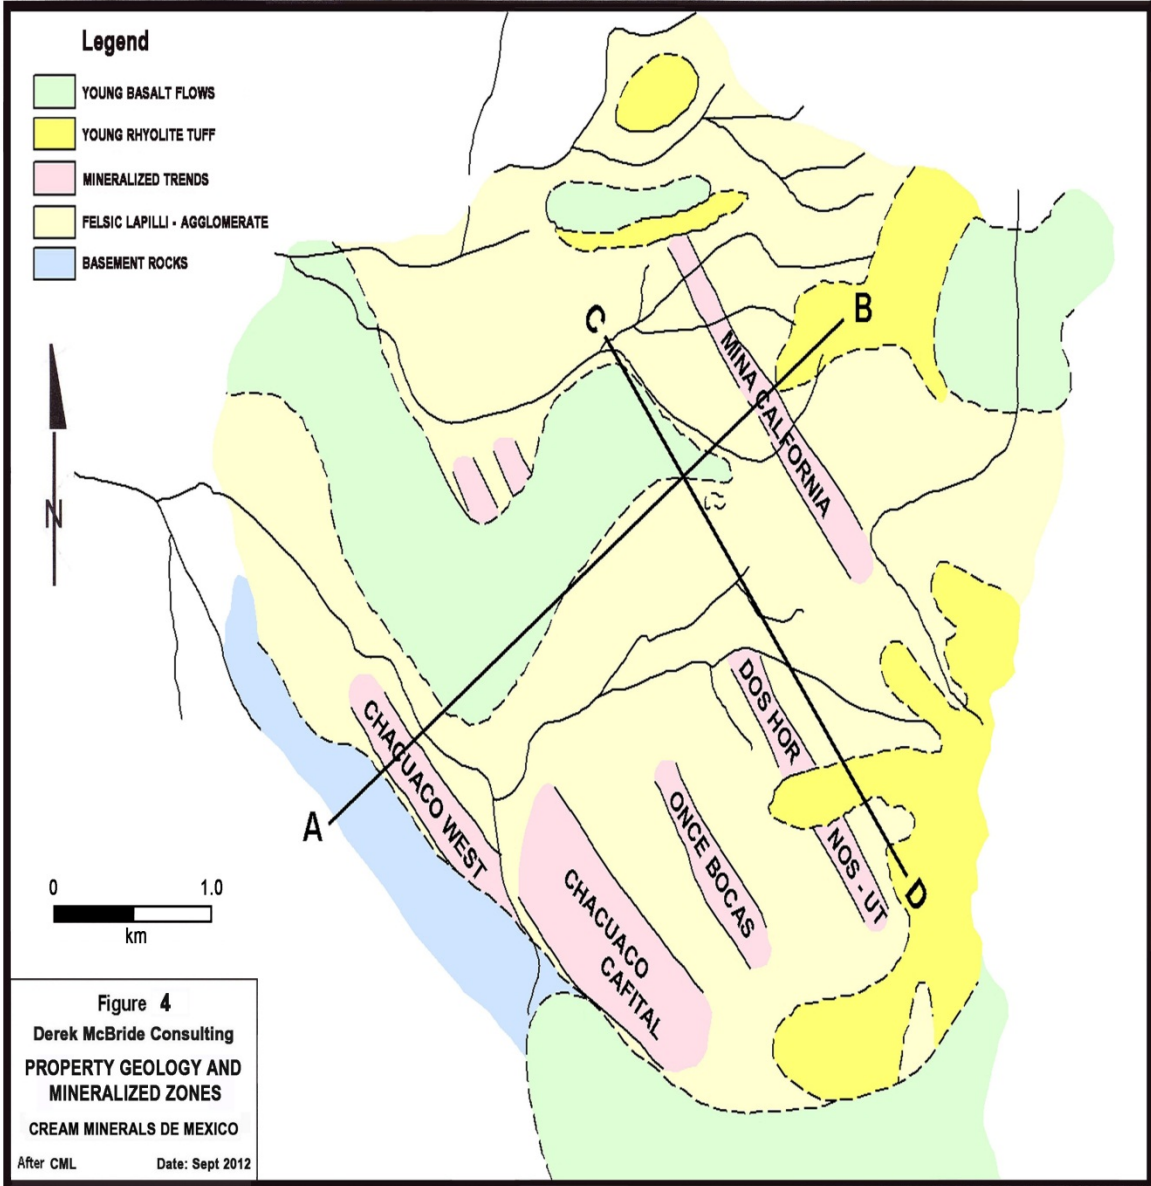 Legend
YOUNG BASALT FLOWS
YOUNG RHYOLITE TUFF
MINERALIZED TRENDS
FELSIC LAPILLI - AGGLOMERATE
BASEMENT ROCKS
N
C
B
MINA CALFORNIA
CHACUACO WEST
A
DOS HOR
NOS - UT
ONCE BOCAS
D
CHACUACO
CAFITAL
0 1.0
km
Figure 4
Derek McBride Consulting
PROPERTY GEOLOGY AND
MINERALIZED ZONES
CREAM MINERALS DE MEXICO
After CML Date: Sept 2012